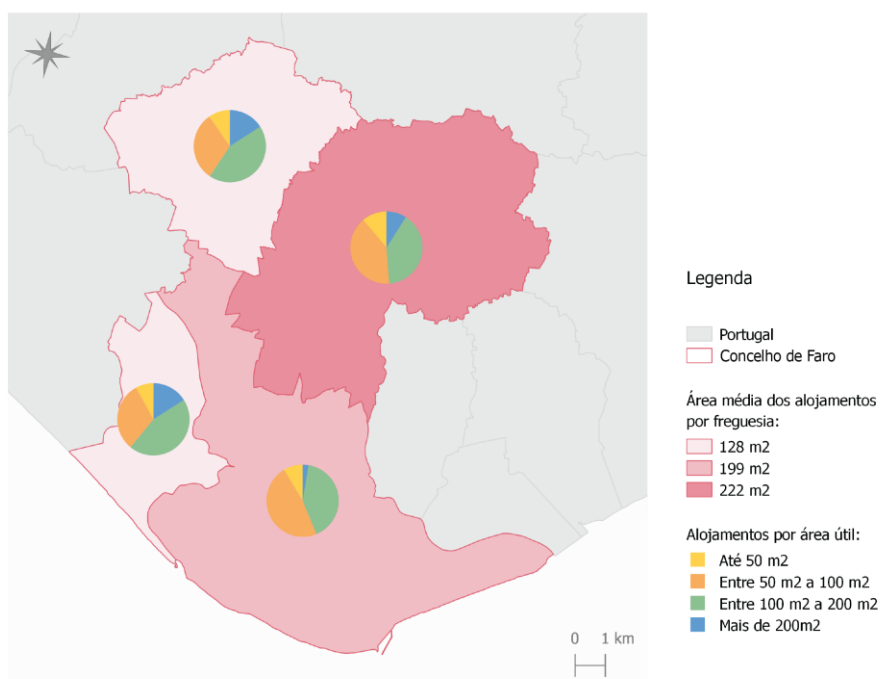 Legenda
Portugal
Concelho de Faro
Área média dos alojamentos
por freguesia:
128 m2
199 m2
222 m2
Alojamentos por área útil:
Até 50 m2
Entre 50 m2 a 100 m2
Entre 100 m2 a 200 m2
Mais de 200m2
0 1 km